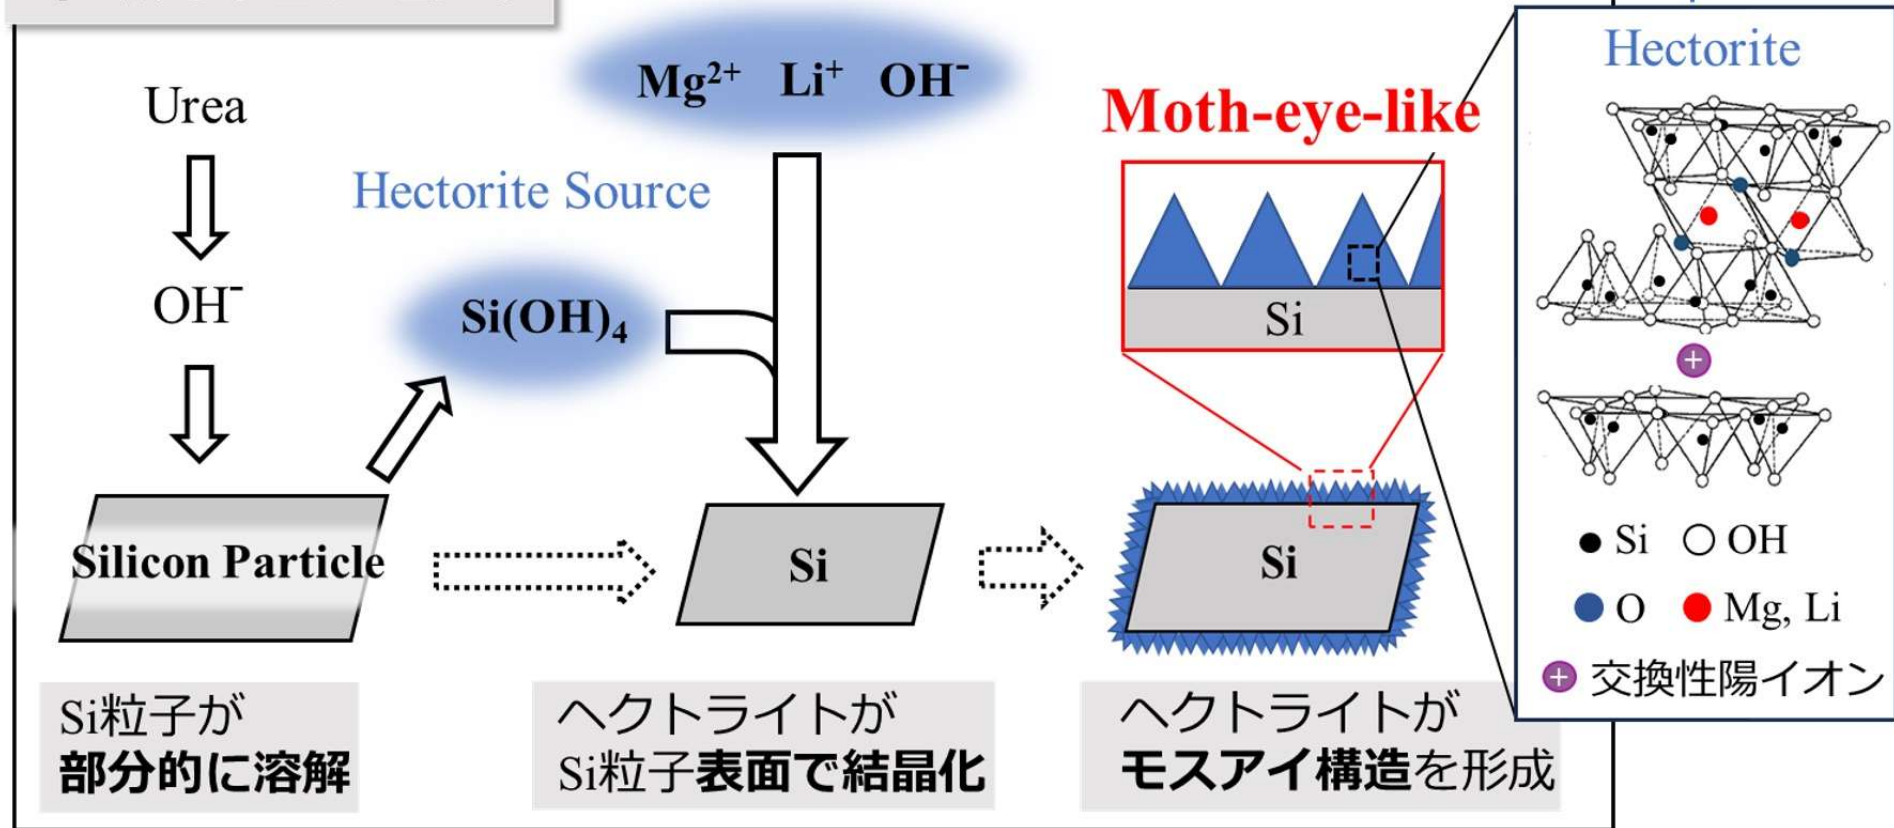 Urea
OH⁻
Silicon Particle
Hectorite Source
Si(OH)₄
Mg²⁺ Li⁺ OH⁻
Si
Moth-eye-like
Si
Si
Hectorite
+
Si OH
O Mg, Li
+ 交換性陽イオン
Si粒子が
部分的に溶解
ヘクトライトが
Si粒子表面で結晶化
ヘクトライトが
モスアイ構造を形成